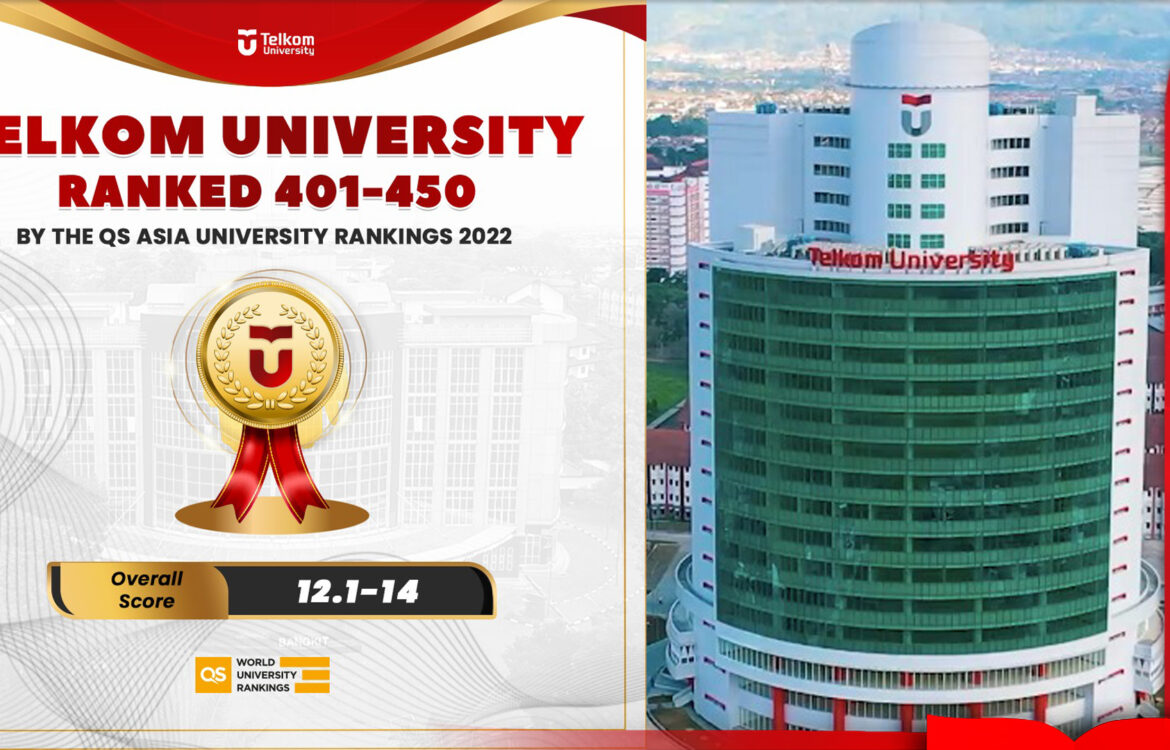 Telkom
University
ELKOM UNIVERSITY
RANKED 401-450
BY THE QS ASIA UNIVERSITY RANKINGS 2022
Overall
Score
12.1-14
BANGKIT
QS
WORLD
UNIVERSITY
RANKINGS
Telkom University